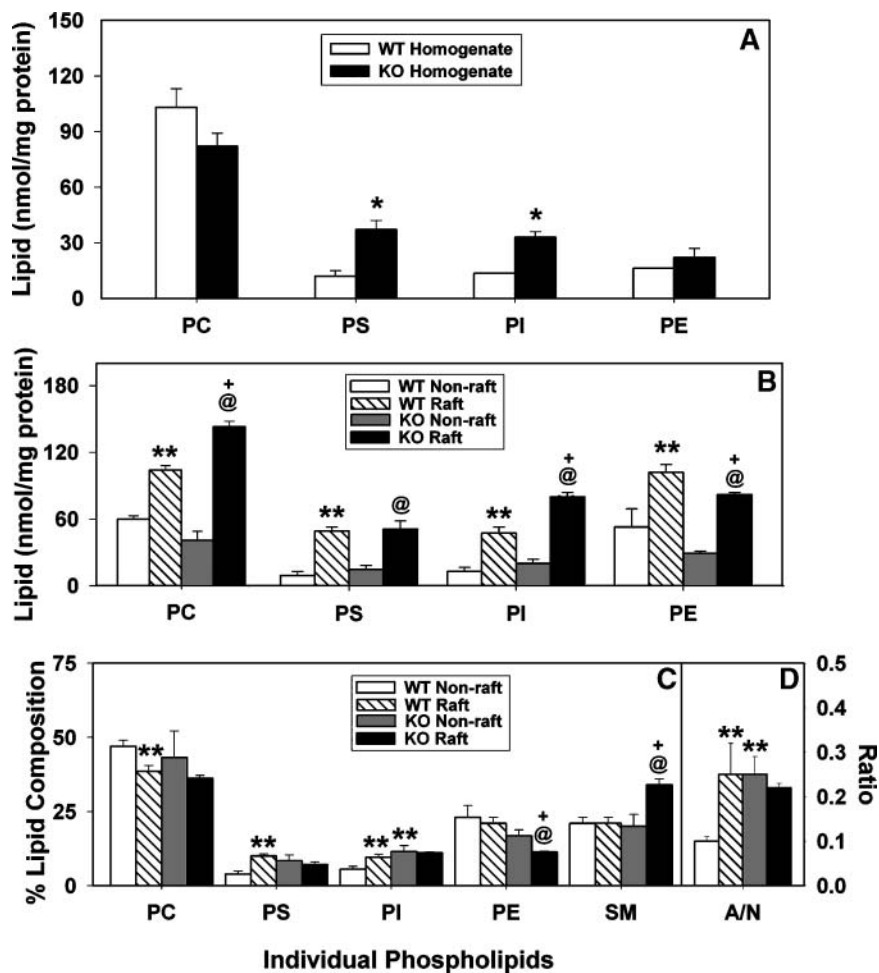 150
120
90
60
30
0
Lipid (nmol/mg protein)
WT Homogenate
KO Homogenate
A
*
*
PC PS PI PE
180
120
60
0
Lipid (nmol/mg protein)
WT Non-raft
WT Raft
KO Non-raft
KO Raft
B
**
+
@
**
@
**
+
@
**
+
@
PC PS PI PE
75
50
25
0
% Lipid Composition
WT Non-raft
WT Raft
KO Non-raft
KO Raft
C
D
**
**
**
**
+
@
+
@
**
**
0.5
0.4
0.3
0.2
0.1
0.0
Ratio
PC PS PI PE SM A/N
Individual Phospholipids